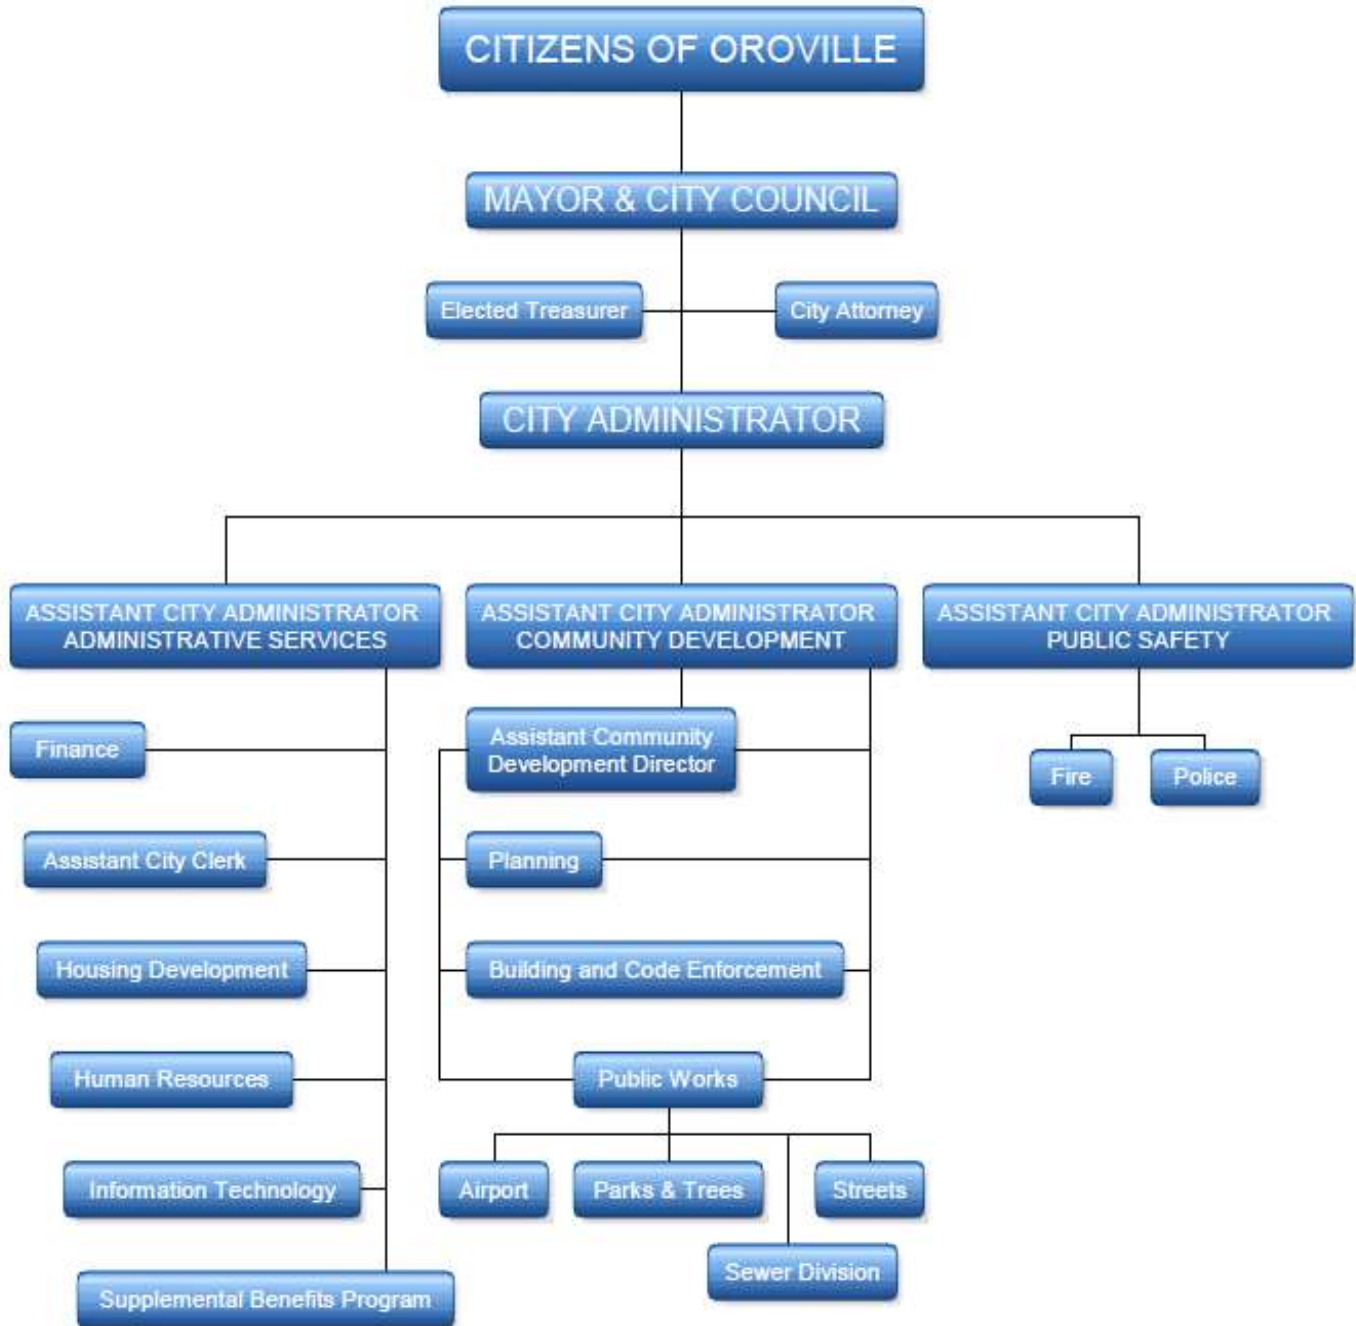 CITIZENS OF OROVILLE
MAYOR & CITY COUNCIL
Elected Treasurer
City Attorney
CITY ADMINISTRATOR
ASSISTANT CITY ADMINISTRATOR
ADMINISTRATIVE SERVICES
ASSISTANT CITY ADMINISTRATOR
COMMUNITY DEVELOPMENT
ASSISTANT CITY ADMINISTRATOR
PUBLIC SAFETY
Finance
Assistant City Clerk
Housing Development
Human Resources
Information Technology
Supplemental Benefits Program
Assistant Community
Development Director
Planning
Building and Code Enforcement
Public Works
Airport
Parks & Trees
Streets
Sewer Division
Fire
Police